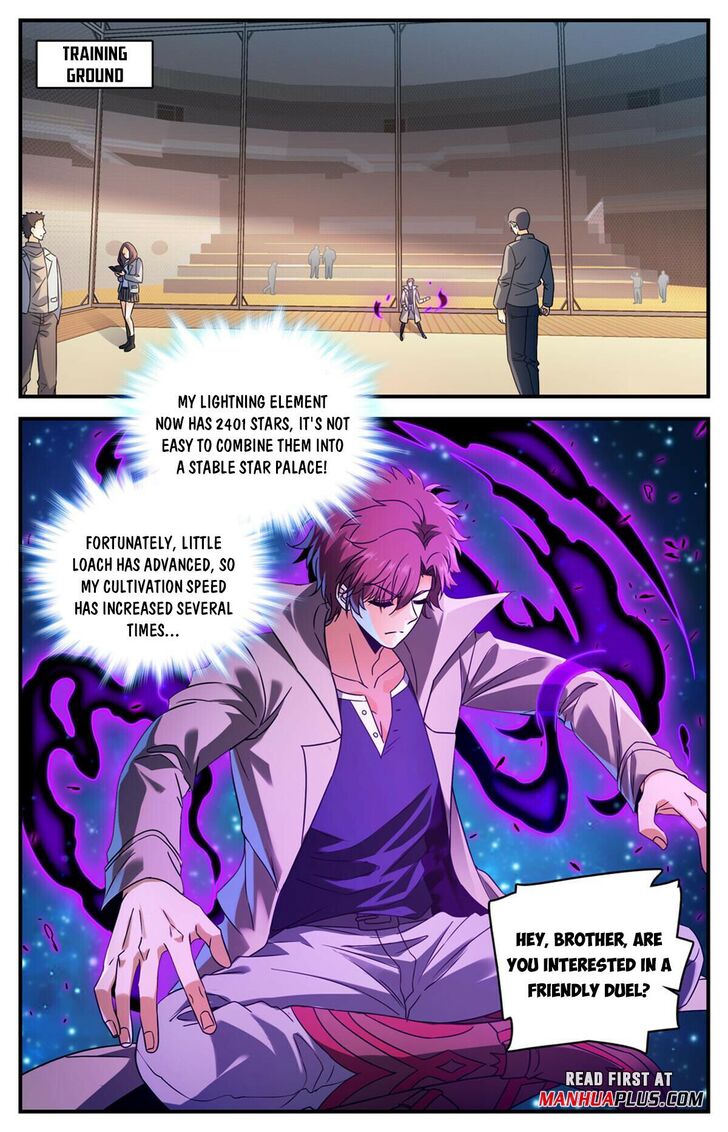 TRAINING
GROUND
MY LIGHTNING ELEMENT
NOW HAS 2401 STARS, IT'S NOT
EASY TO COMBINE THEM INTO
A STABLE STAR PALACE!
FORTUNATELY, LITTLE
LOACH HAS ADVANCED, SO
MY CULTIVATION SPEED
HAS INCREASED SEVERAL
TIMES...
HEY, BROTHER, ARE
YOU INTERESTED IN A
FRIENDLY DUEL?
READ FIRST AT
MANHUAPLUS.COM